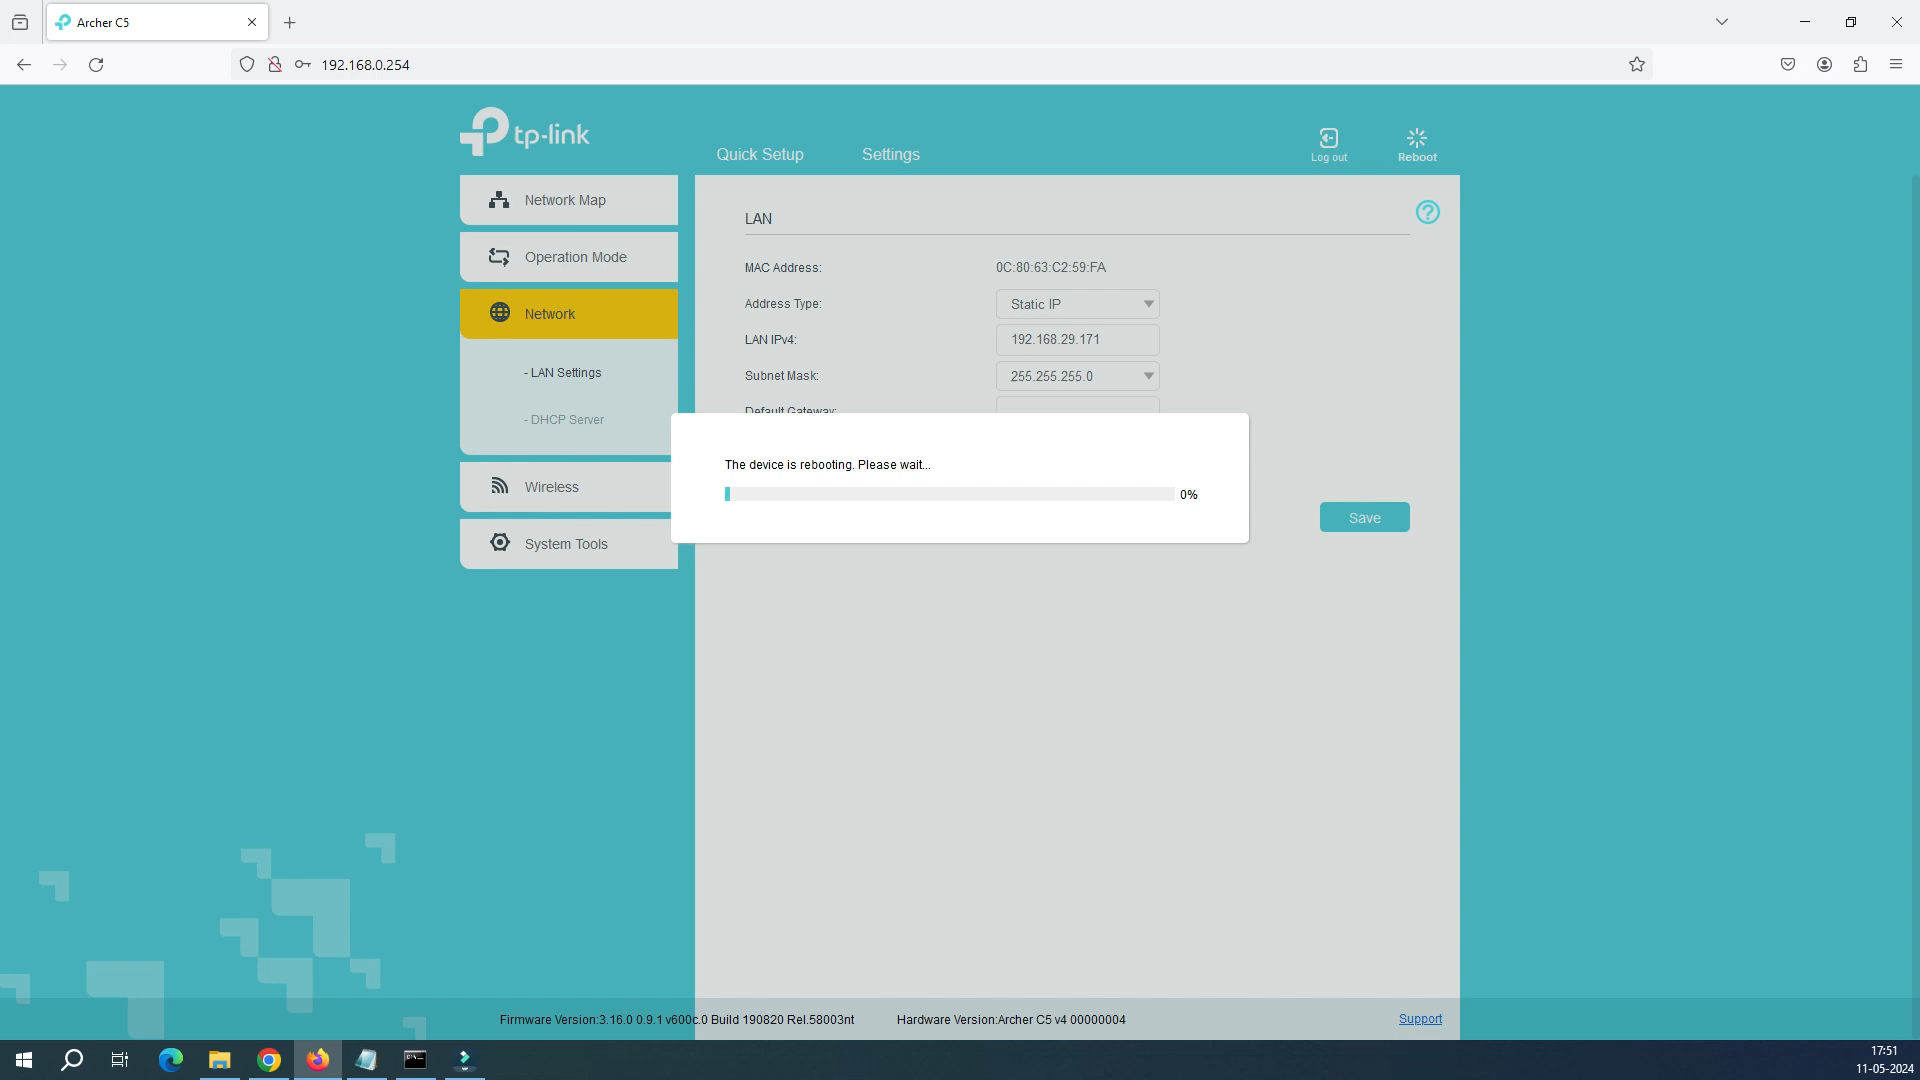 Archer C5
192.168.0.254
tp-link
Quick Setup
Settings
Log out
Reboot
Network Map
Operation Mode
Network
- LAN Settings
- DHCP Server
Wireless
System Tools
LAN
MAC Address:
0C:80:63:C2:59:FA
Address Type:
Static IP
LAN IPv4:
192.168.29.171
Subnet Mask:
255.255.255.0
Default Gateway:
The device is rebooting. Please wait...
0%
Save
Firmware Version:3.16.0 0.9.1 v600c.0 Build 190820 Rel.58003nt
Hardware Version:Archer C5 v4 00000004
Support
17:51
11-05-2024